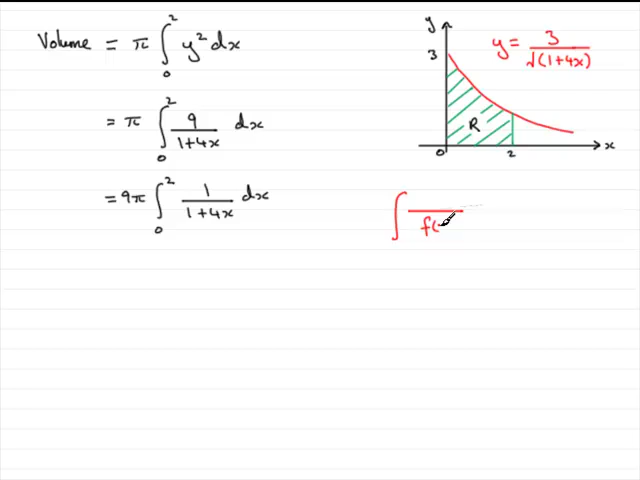 Volume = π ∫₀² y² dx
= π ∫₀² 9/(1+4x) dx
= 9π ∫₀² 1/(1+4x) dx
y
3
y = 3/√(1+4x)
R
0 2 x
∫ f(